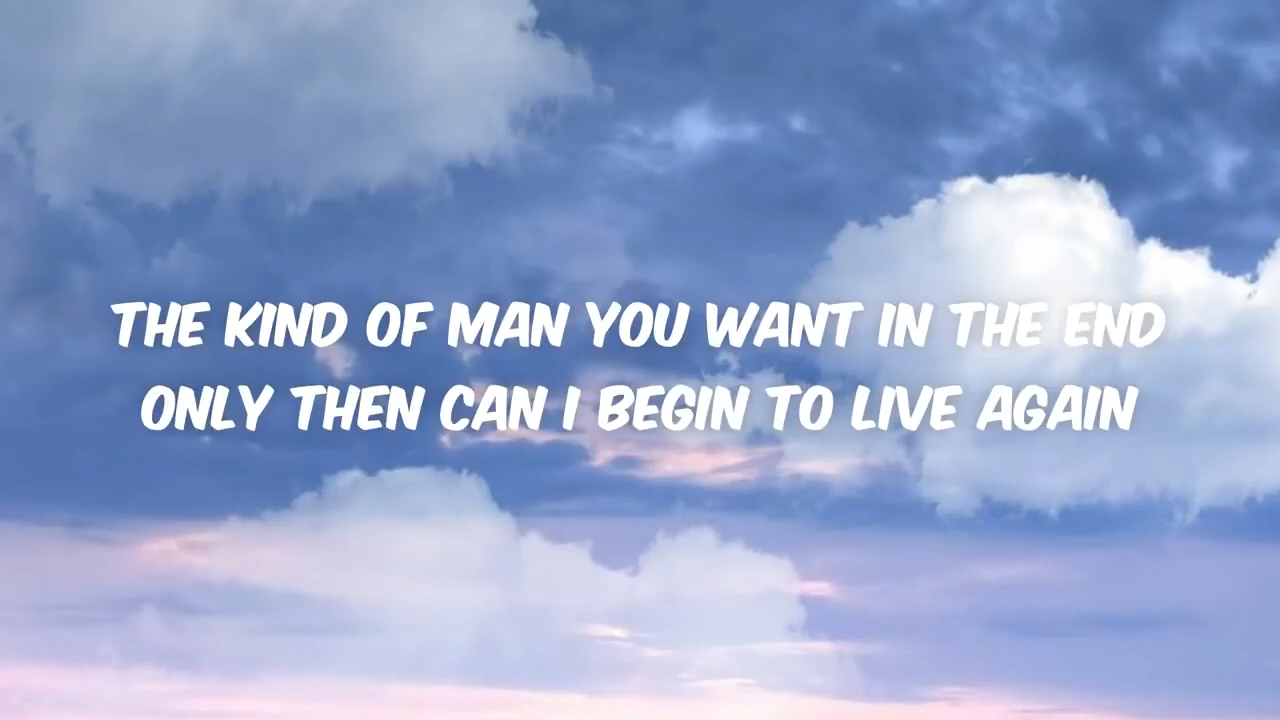 THE KIND OF MAN YOU WANT IN THE END
ONLY THEN CAN I BEGIN TO LIVE AGAIN